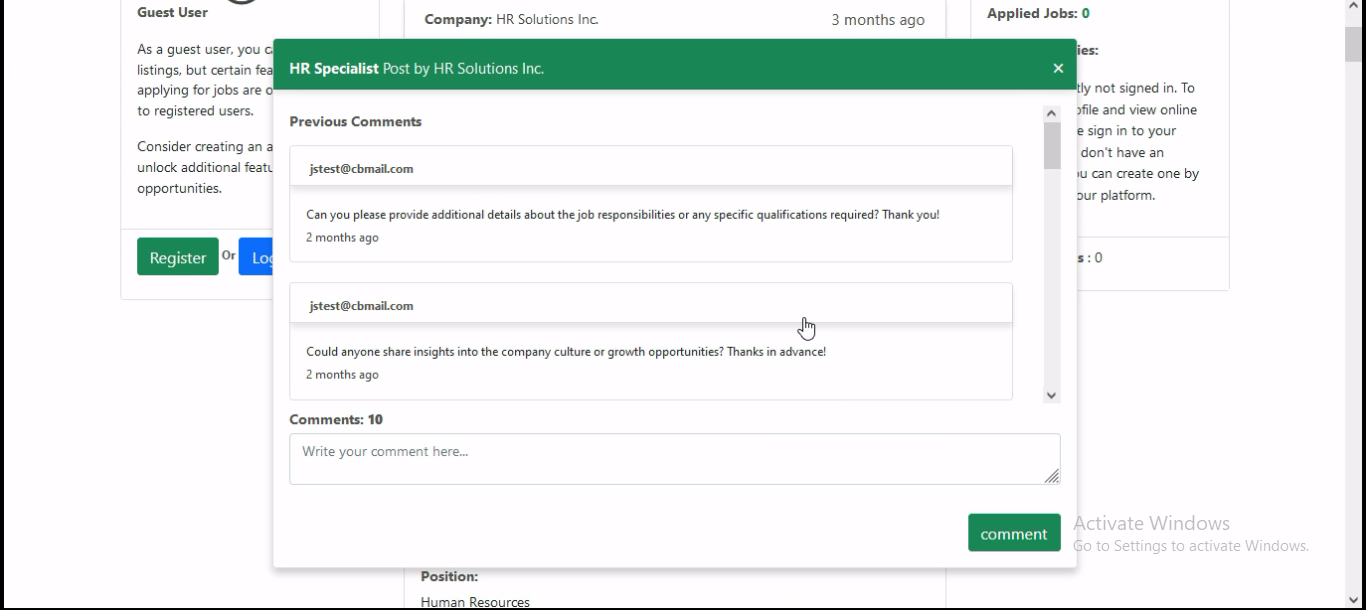 Guest User
As a guest user, you c
listings, but certain fea
applying for jobs are o
to registered users.
Consider creating an a
unlock additional featu
opportunities.
Register Or Log
Company: HR Solutions Inc.
3 months ago
HR Specialist Post by HR Solutions Inc.
×
Previous Comments
jstest@cbmail.com
Can you please provide additional details about the job responsibilities or any specific qualifications required? Thank you!
2 months ago
jstest@cbmail.com
Could anyone share insights into the company culture or growth opportunities? Thanks in advance!
2 months ago
Comments: 10
Write your comment here...
comment
Position:
Human Resources
Applied Jobs: 0
ies:
tly not signed in. To
ofile and view online
e sign in to your
don't have an
u can create one by
our platform.
s : 0
Activate Windows
Go to Settings to activate Windows.